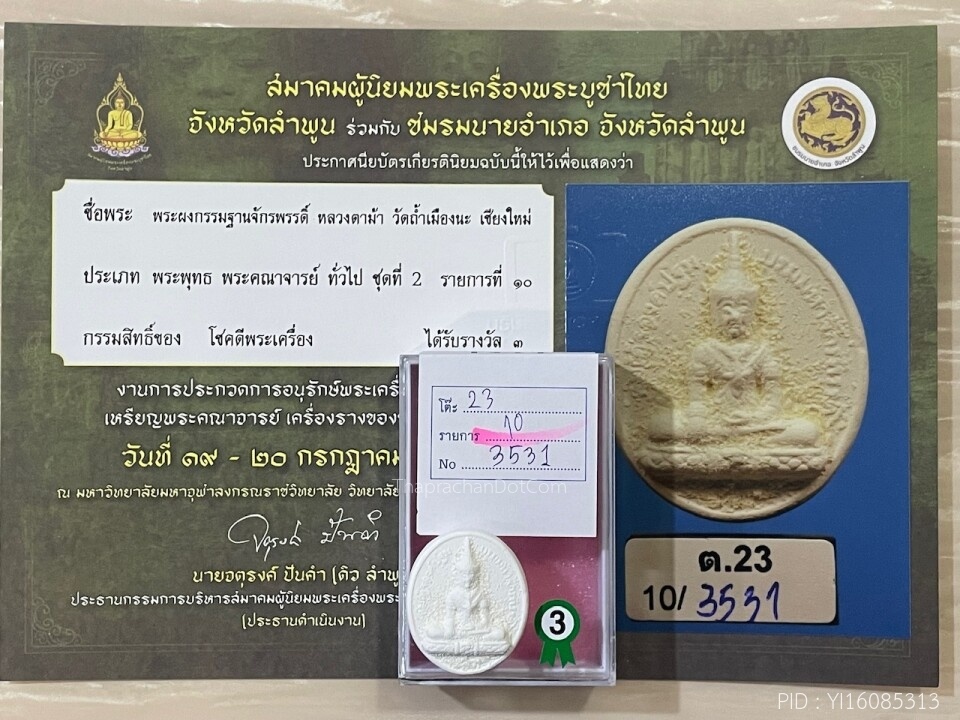 สมาคมผู้นิยมพระเครื่องพระบูชาไทย
จังหวัดลำพูน ร่วมกับ ชมรมนายอำเภอ จังหวัดลำพูน
ประกาศนียบัตรเกียรตินิยมฉบับนี้ให้ไว้เพื่อแสดงว่า
ชื่อพระ พระผงกรรมฐานจักรพรรดิ์ หลวงตาม้า วัดถ้ำเมืองนะ เชียงใหม่
ประเภท พระพุทธ พระคณาจารย์ ทั่วไป ชุดที่ 2 รายการที่ ๑๐
กรรมสิทธิ์ของ โชคดีพระเครื่อง ได้รับรางวัล ๓
งานการประกวดการอนุรักษ์พระเครื่
เหรียญพระคณาจารย์ เครื่องรางของ
วันที่ ๑๙ - ๒๐ กรกฎาคม
ณ มหาวิทยาลัยมหาจุฬาลงกรณราชวิทยาลัย วิทยาลัย
นายจตุรงค์ ปันคำ (คิว ลำพู
ประธานกรรมการบริหารสมาคมผู้นิยมพระเครื่องพระ
(ประธานดำเนินงาน)
โต๊ะ 23
รายการ 10
No 3531
ThaprachanDotCom
3
ต.23
10/3531
PID : YI16085313